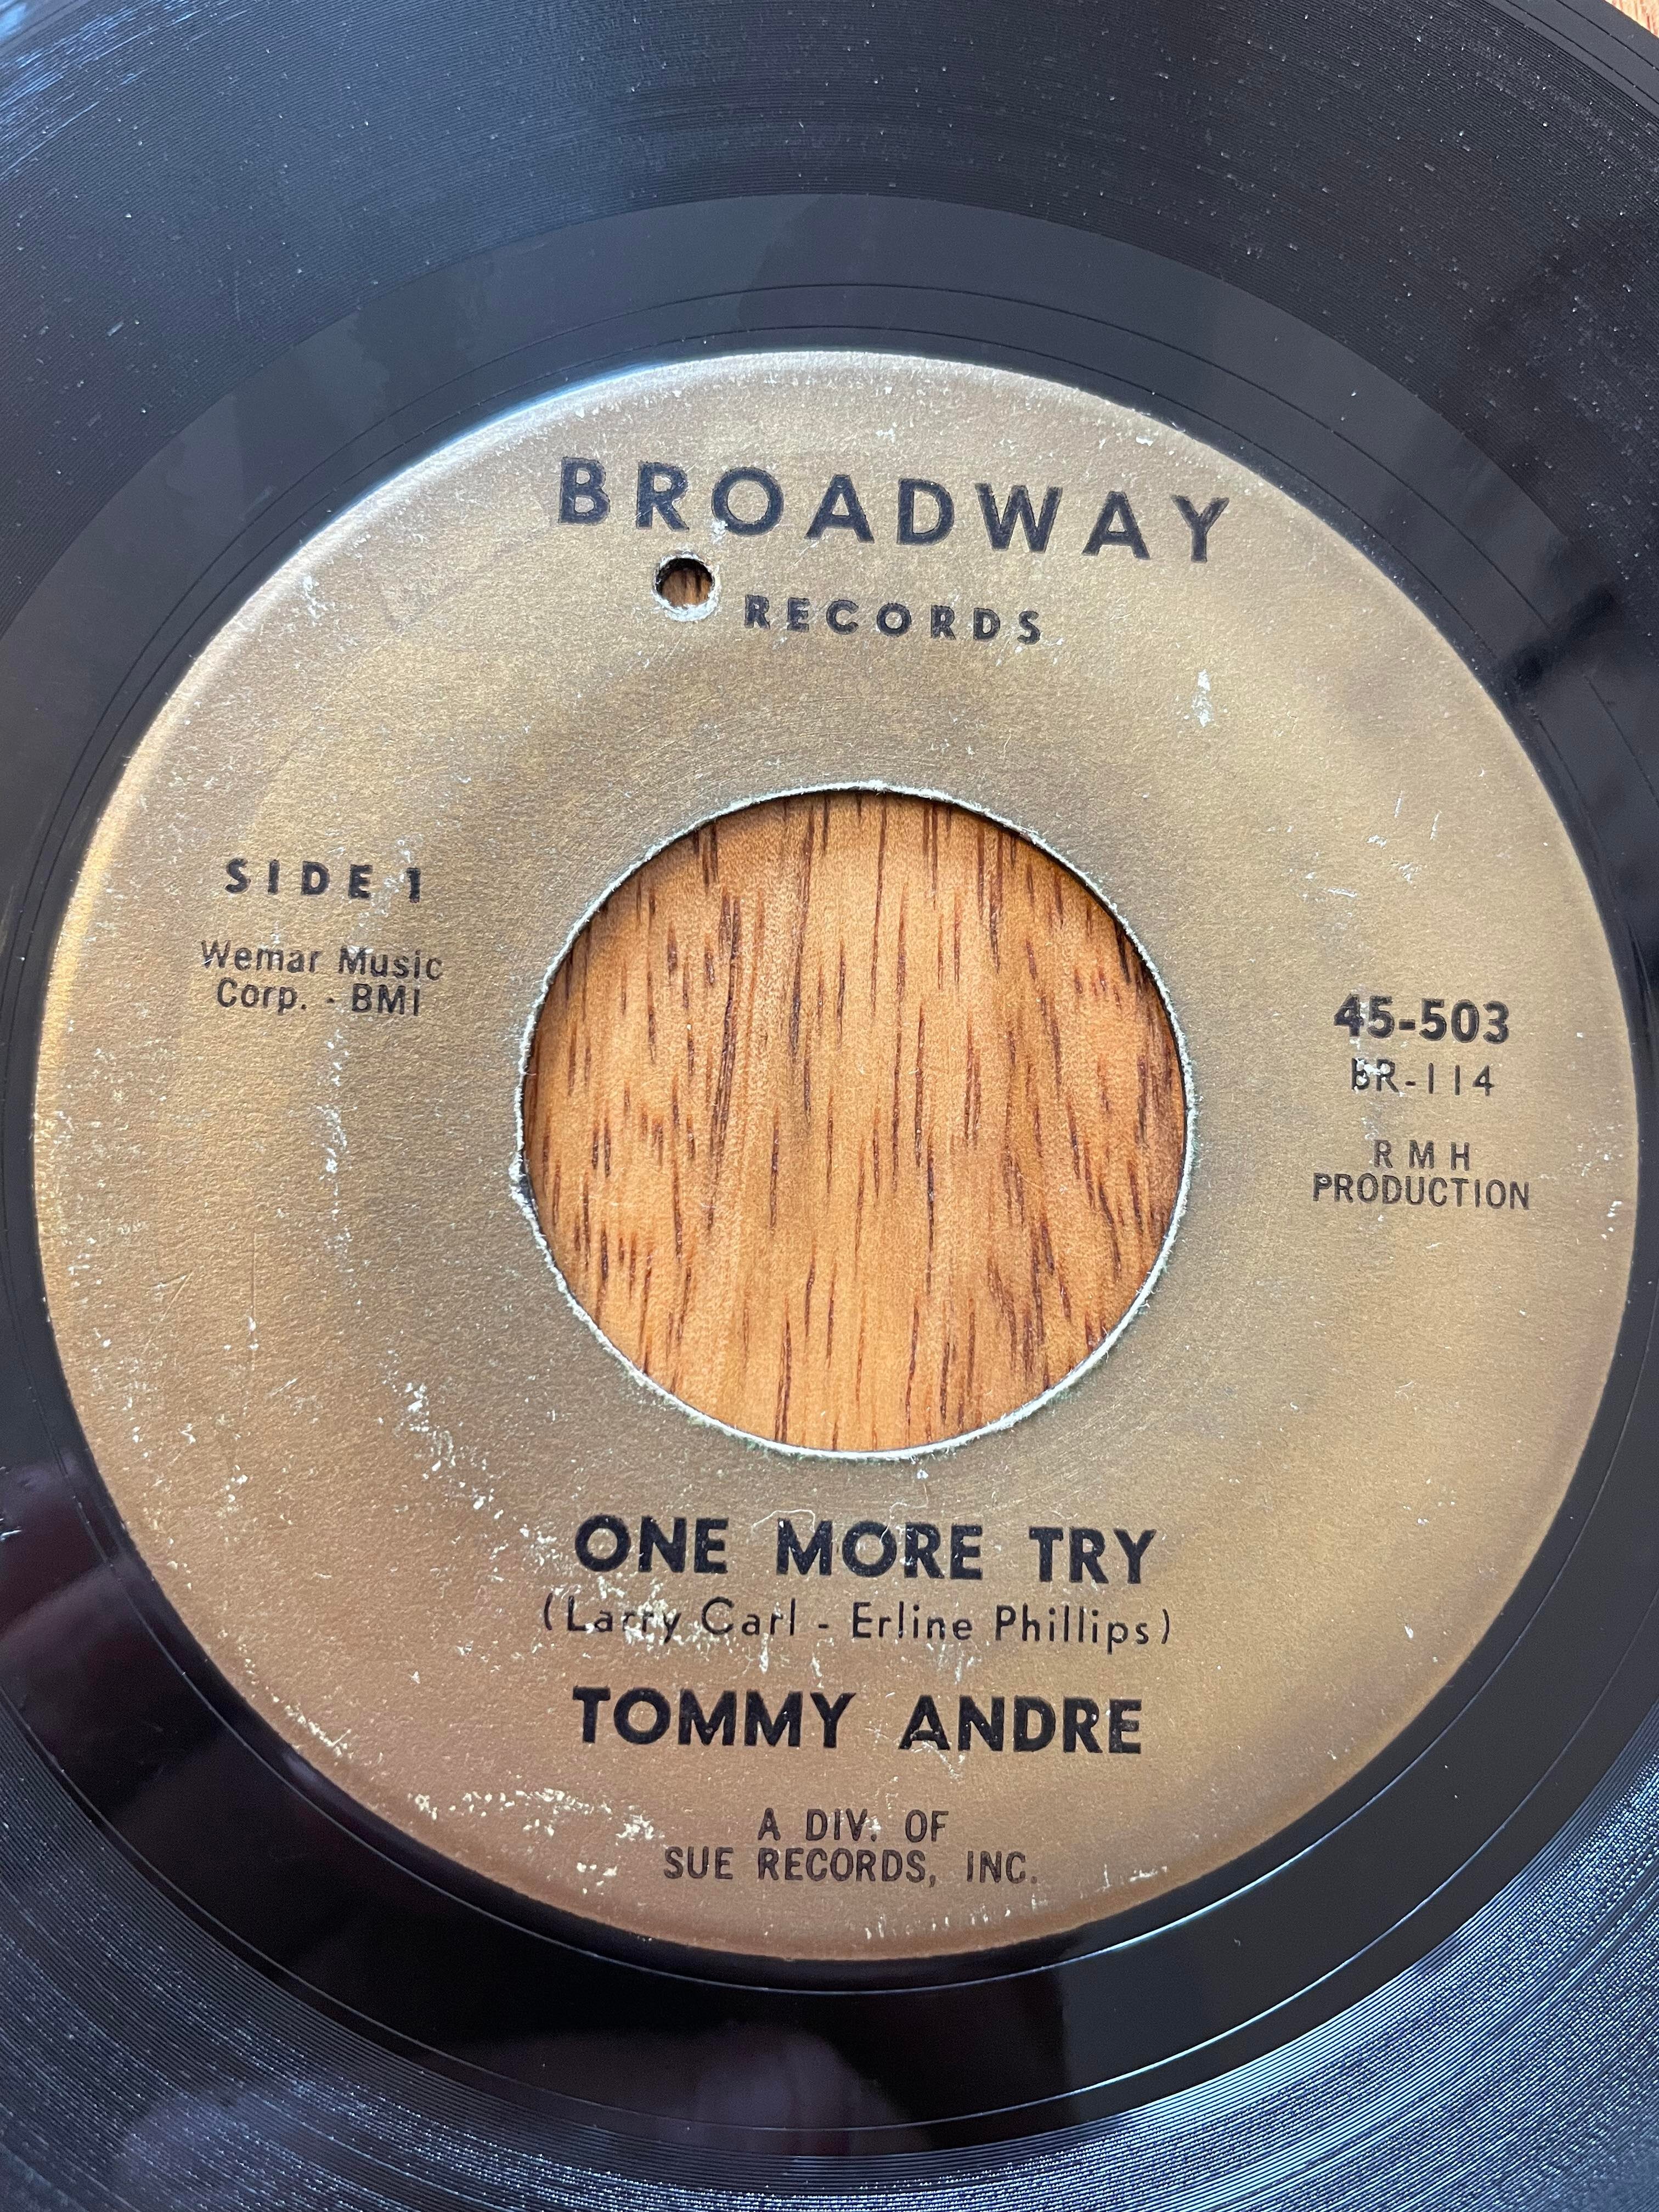 BROADWAY
RECORDS
SIDE 1
Wemar Music
Corp. - BMI
45-503
BR-114
R M H
PRODUCTION
ONE MORE TRY
(Larry Carl - Erline Phillips)
TOMMY ANDRE
A DIV. OF
SUE RECORDS, INC.